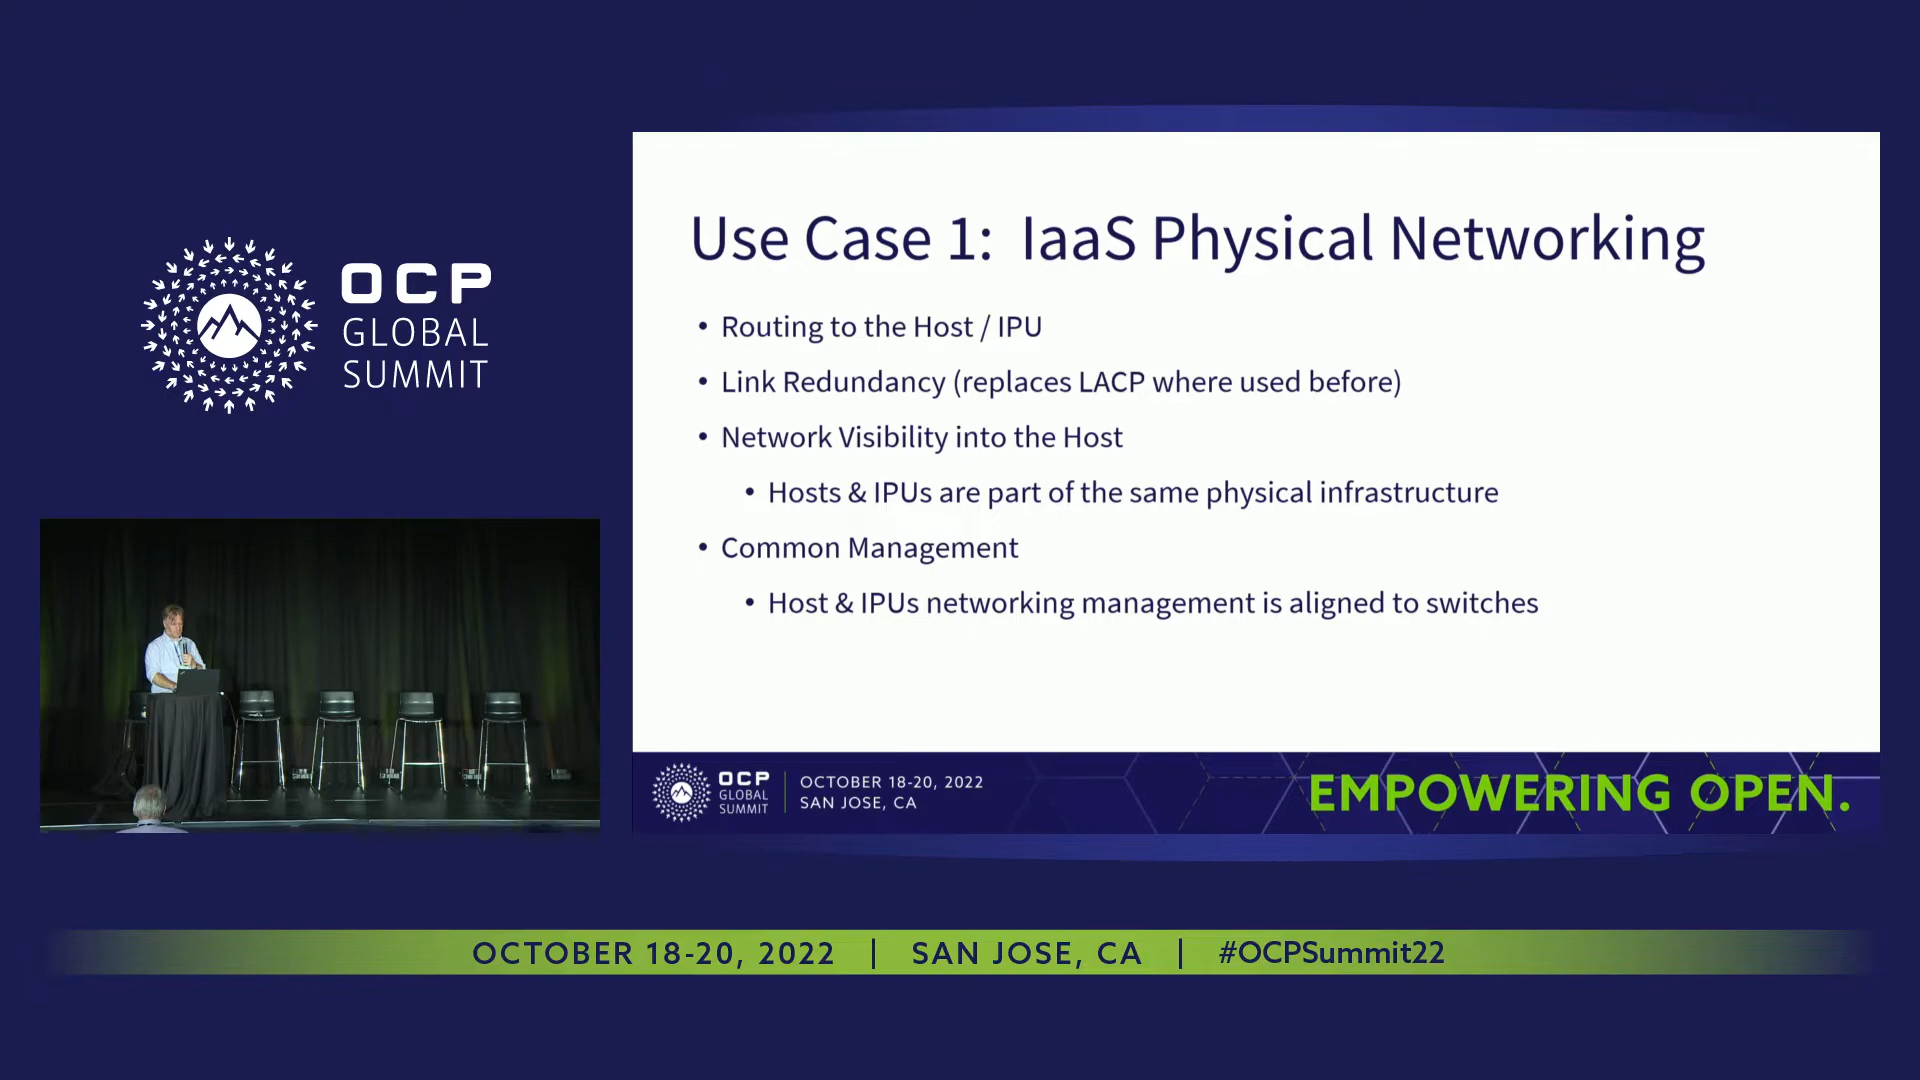 OCP
GLOBAL
SUMMIT
Use Case 1: IaaS Physical Networking
• Routing to the Host / IPU
• Link Redundancy (replaces LACP where used before)
• Network Visibility into the Host
• Hosts & IPUs are part of the same physical infrastructure
• Common Management
• Host & IPUs networking management is aligned to switches
OCP
GLOBAL
SUMMIT
OCTOBER 18-20, 2022
SAN JOSE, CA
EMPOWERING OPEN.
OCTOBER 18-20, 2022 | SAN JOSE, CA | #OCPSummit22